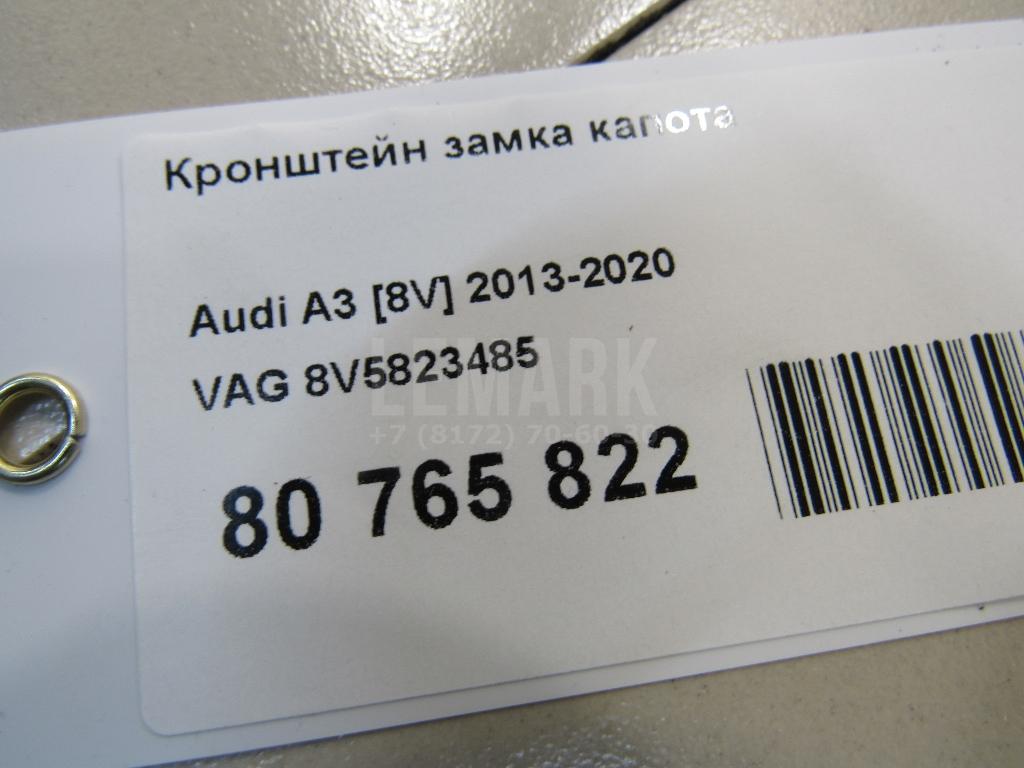 Кронштейн замка капота
Audi A3 [8V] 2013-2020
VAG 8V5823485
LEMARK
80 765 822